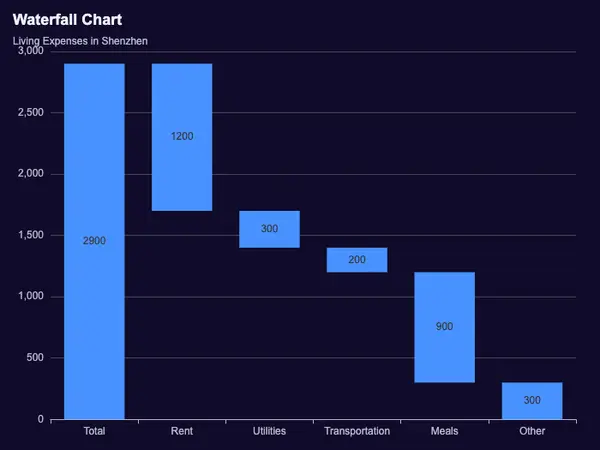 Waterfall Chart
Living Expenses in Shenzhen
3,000
2,500
2,000
1,500
1,000
500
0
2900
1200
300
200
900
300
Total
Rent
Utilities
Transportation
Meals
Other